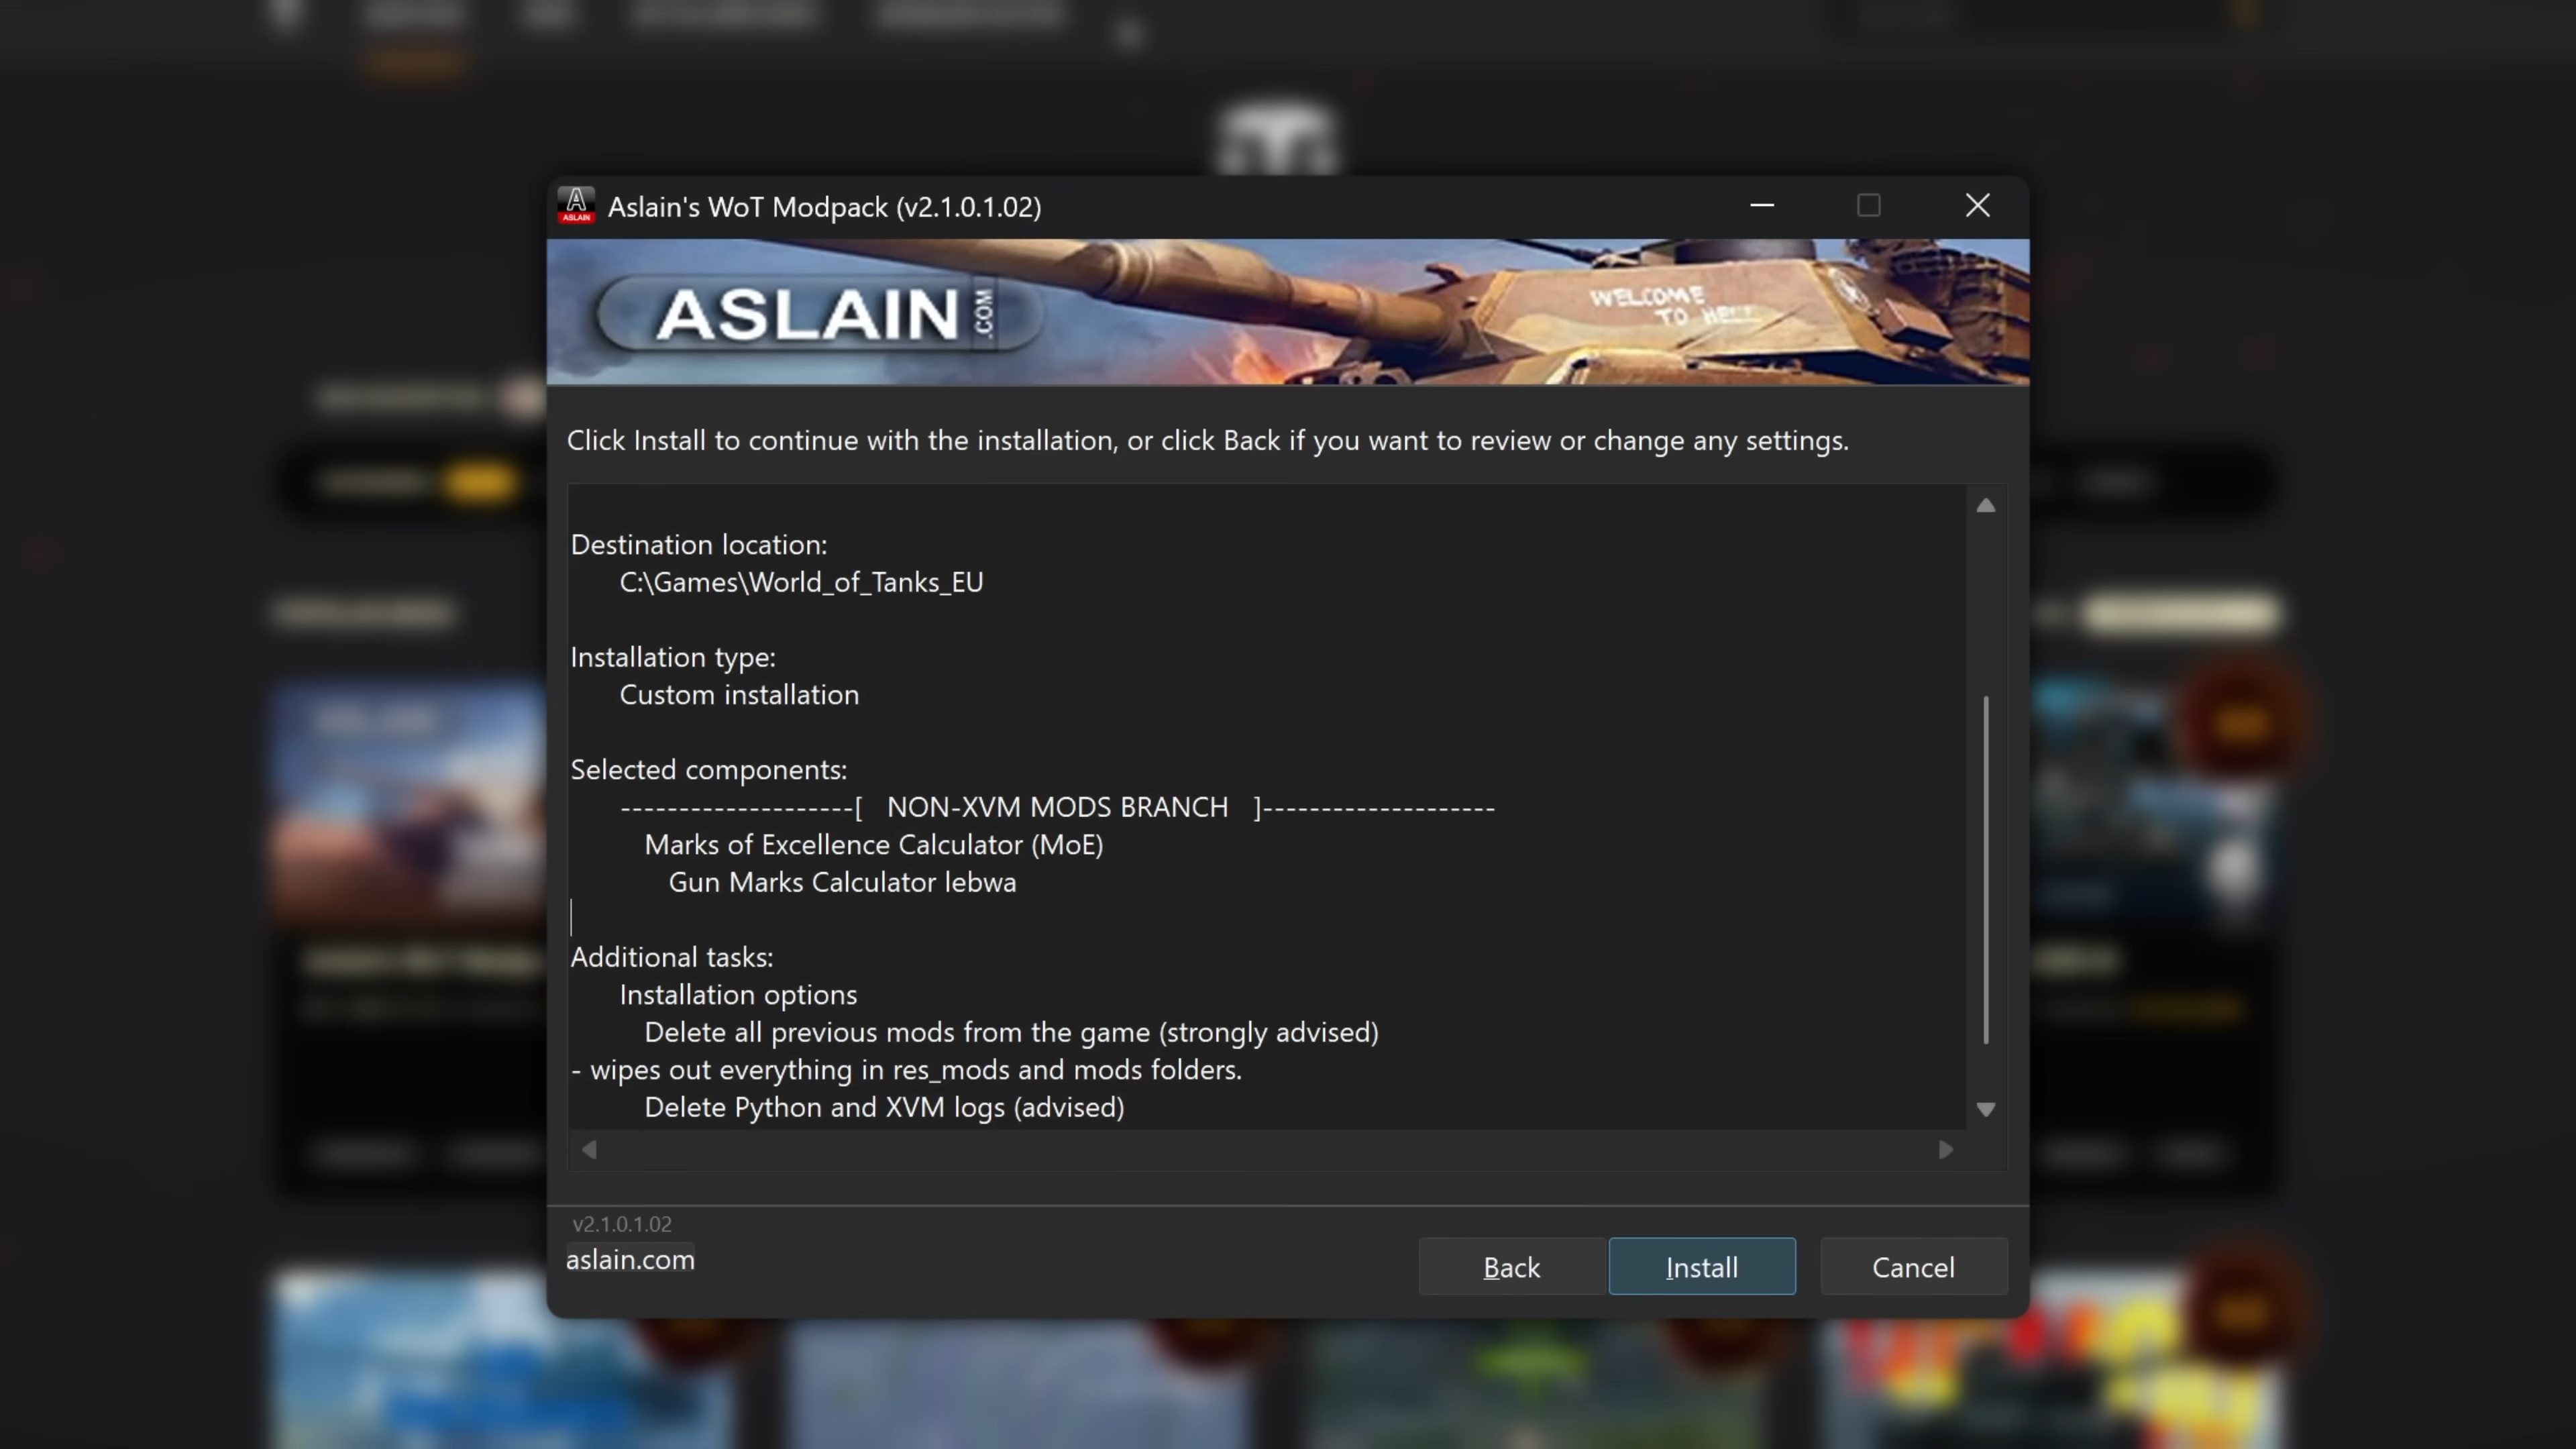 Aslain's WoT Modpack (v2.1.0.1.02)
ASLAIN.COM
WELCOME
TO HELL
Click Install to continue with the installation, or click Back if you want to review or change any settings.
Destination location:
C:\Games\World_of_Tanks_EU
Installation type:
Custom installation
Selected components:
--------------------[   NON-XVM MODS BRANCH   ]--------------------
Marks of Excellence Calculator (MoE)
Gun Marks Calculator lebwa
Additional tasks:
Installation options
Delete all previous mods from the game (strongly advised)
- wipes out everything in res_mods and mods folders.
Delete Python and XVM logs (advised)
v2.1.0.1.02
aslain.com
Back
Install
Cancel